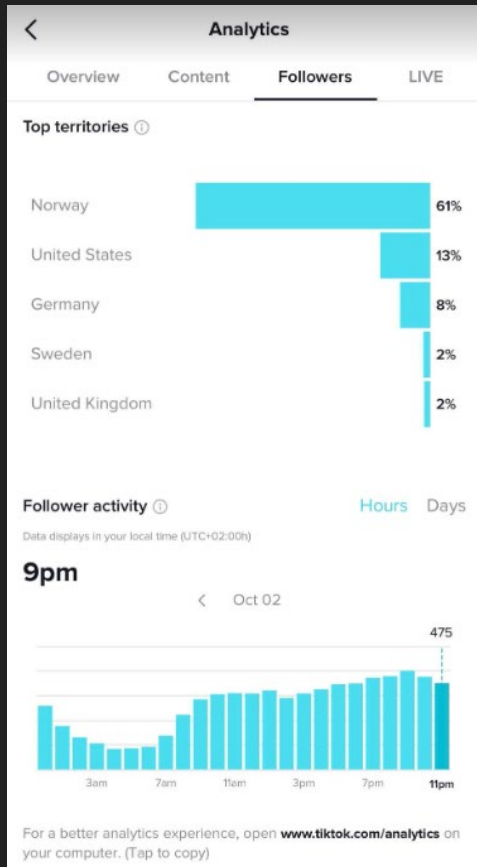 Analytics
Overview Content Followers LIVE
Top territories
Norway 61%
United States 13%
Germany 8%
Sweden 2%
United Kingdom 2%
Follower activity Hours Days
Data displays in your local time (UTC+02:00h)
9pm
Oct 02
475
3am 7am 11am 3pm 7pm 11pm
For a better analytics experience, open www.tiktok.com/analytics on
your computer. (Tap to copy)